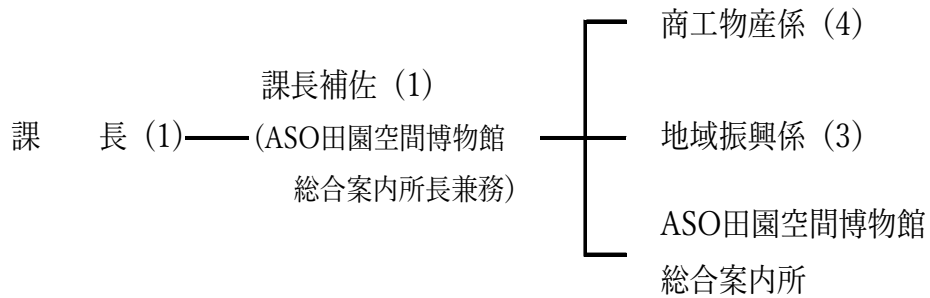 商工物産係（4）
課長補佐（1）
課　　長（1）
（ASO田園空間博物館
総合案内所長兼務）
地域振興係（3）
ASO田園空間博物館
総合案内所